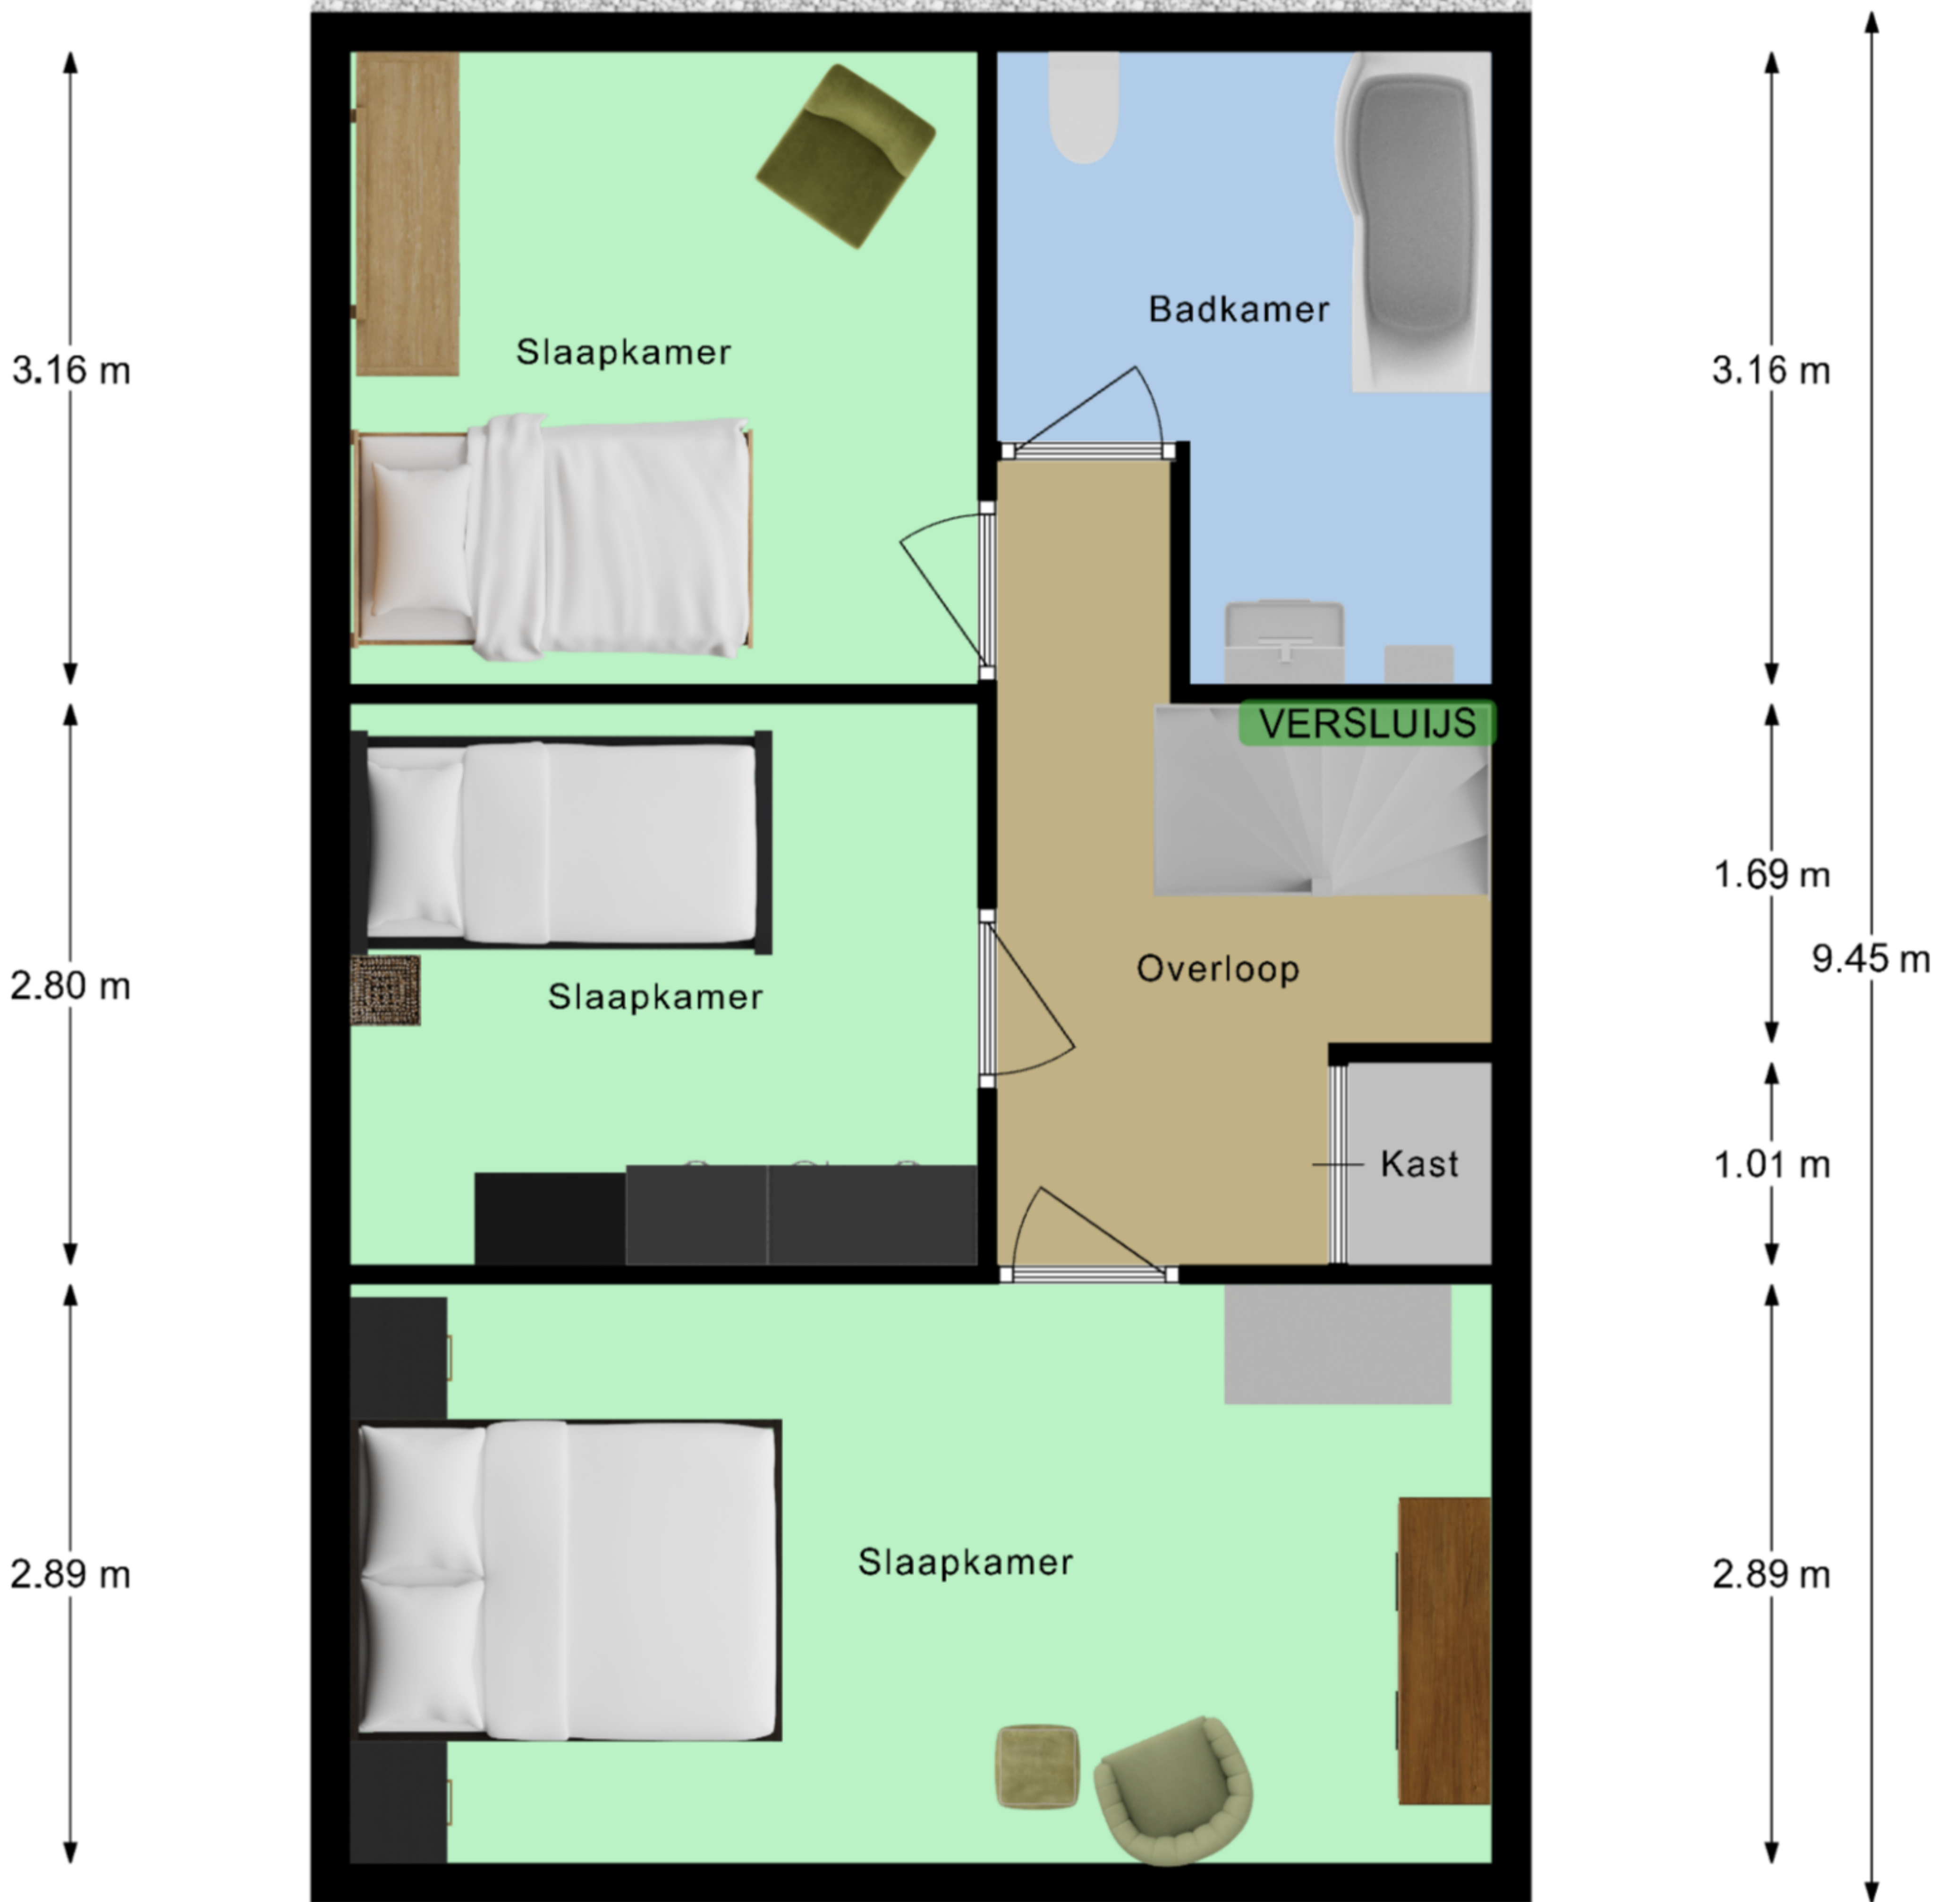 Badkamer
Slaapkamer
3.16 m
3.16 m
VERSLUIJS
1.69 m
9.45 m
Overloop
2.80 m
Slaapkamer
Kast
1.01 m
Slaapkamer
2.89 m
2.89 m